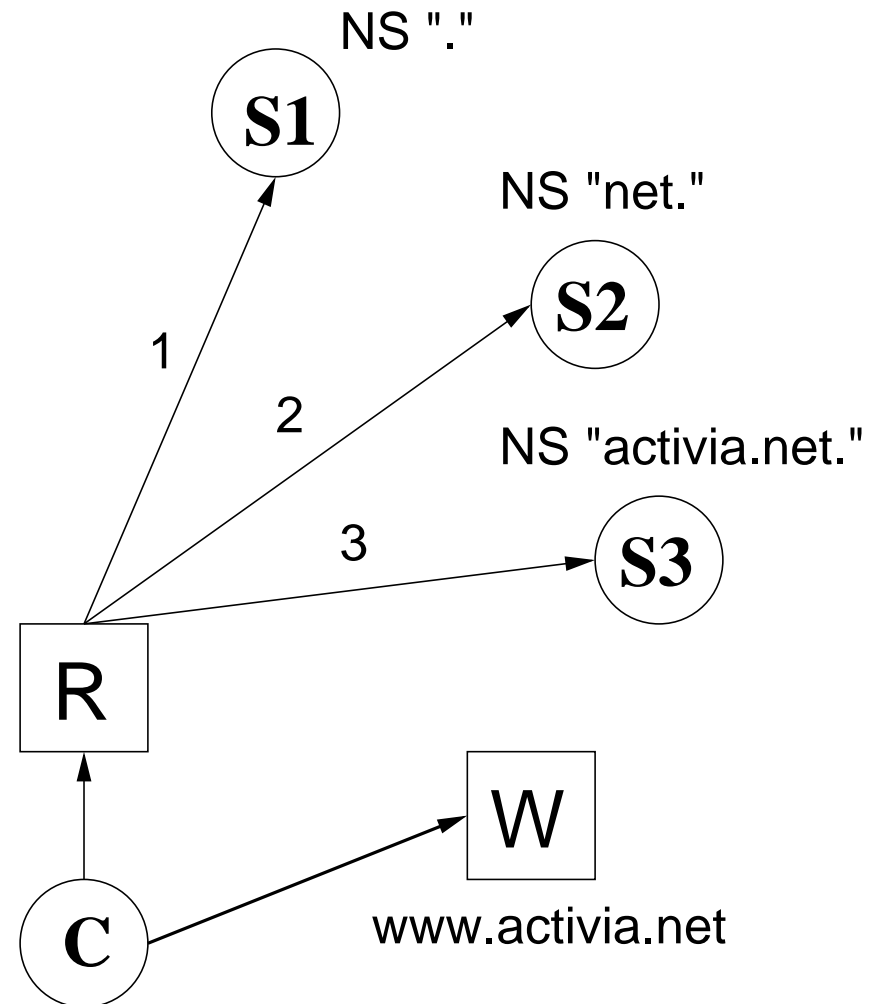 NS "."
S1
NS "net."
S2
1
2
NS "activia.net."
3
S3
R
W
C
www.activia.net